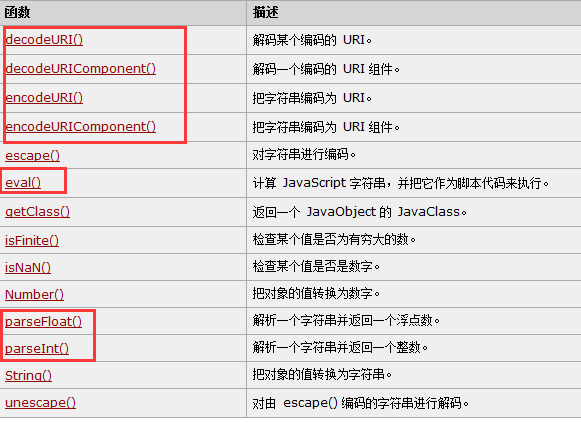 函数 描述
decodeURI() 解码某个编码的 URI。
decodeURIComponent() 解码一个编码的 URI 组件。
encodeURI() 把字符串编码为 URI。
encodeURIComponent() 把字符串编码为 URI 组件。
escape() 对字符串进行编码。
eval() 计算 JavaScript 字符串，并把它作为脚本代码来执行。
getClass() 返回一个 JavaObject 的 JavaClass。
isFinite() 检查某个值是否为有穷大的数。
isNaN() 检查某个值是否是数字。
Number() 把对象的值转换为数字。
parseFloat() 解析一个字符串并返回一个浮点数。
parseInt() 解析一个字符串并返回一个整数。
String() 把对象的值转换为字符串。
unescape() 对由 escape() 编码的字符串进行解码。